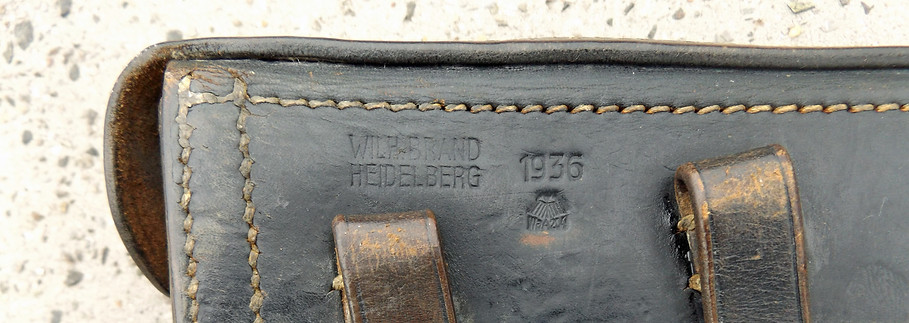 WILH. BRAND
HEIDELBERG
1936